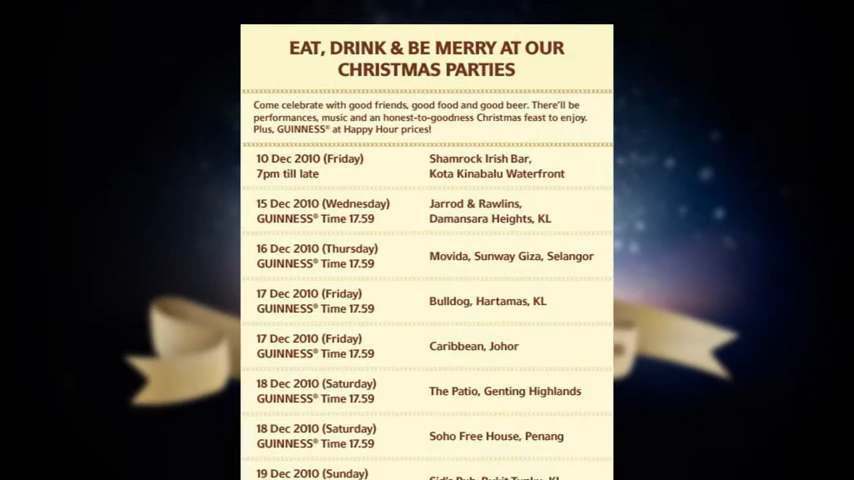 EAT, DRINK & BE MERRY AT OUR
CHRISTMAS PARTIES
Come celebrate with good friends, good food and good beer. There'll be
performances, music and an honest-to-goodness Christmas feast to enjoy.
Plus, GUINNESS® at Happy Hour prices!
10 Dec 2010 (Friday)
7pm till late
Shamrock Irish Bar,
Kota Kinabalu Waterfront
15 Dec 2010 (Wednesday)
GUINNESS® Time 17.59
Jarrod & Rawlins,
Damansara Heights, KL
16 Dec 2010 (Thursday)
GUINNESS® Time 17.59
Movida, Sunway Giza, Selangor
17 Dec 2010 (Friday)
GUINNESS® Time 17.59
Bulldog, Hartamas, KL
17 Dec 2010 (Friday)
GUINNESS® Time 17.59
Caribbean, Johor
18 Dec 2010 (Saturday)
GUINNESS® Time 17.59
The Patio, Genting Highlands
18 Dec 2010 (Saturday)
GUINNESS® Time 17.59
Soho Free House, Penang
19 Dec 2010 (Sunday)